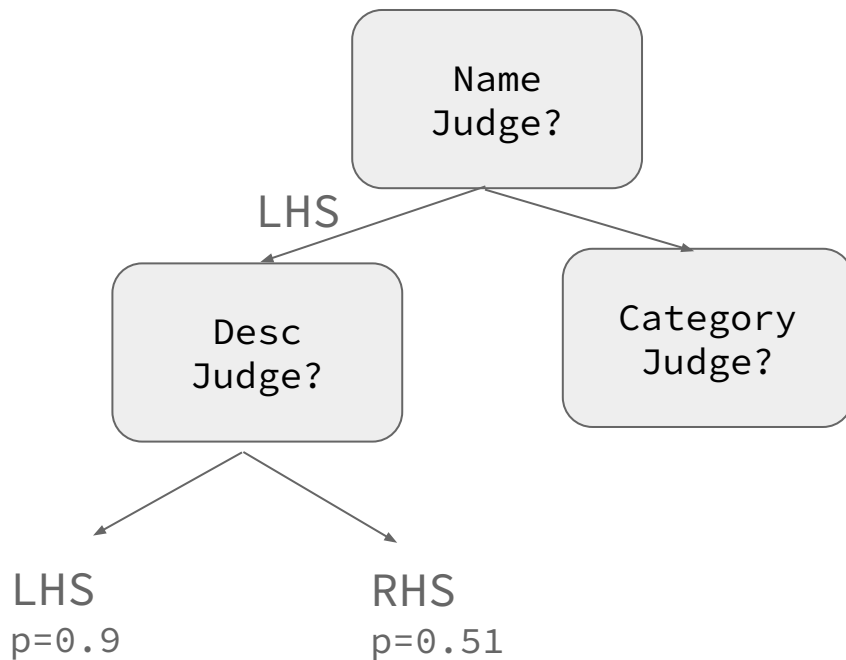 Name
Judge?
LHS
Desc
Judge?
Category
Judge?
LHS
p=0.9
RHS
p=0.51